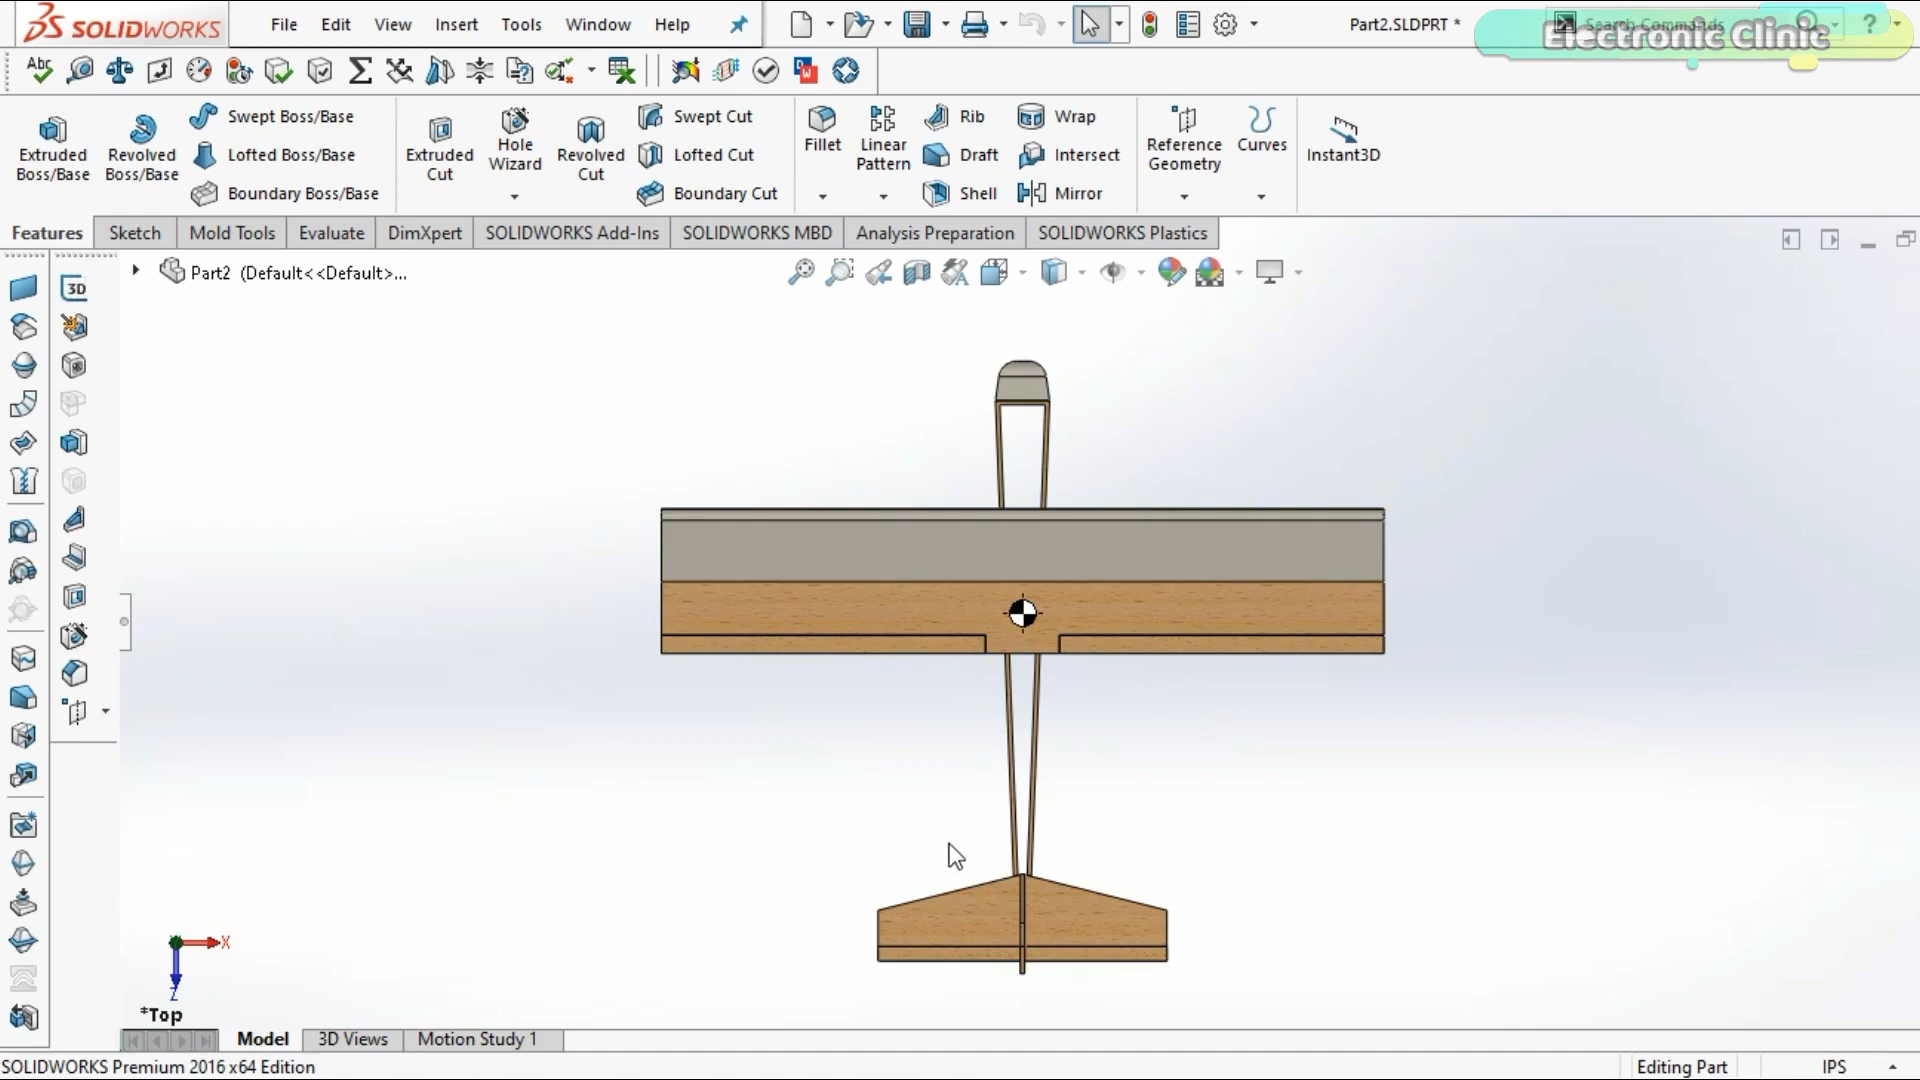 SOLIDWORKS File Edit View Insert Tools Window Help Part2.SLDPRT * Search Commands ?
Electronic Clinic
Abc
Extruded Boss/Base
Revolved Boss/Base
Swept Boss/Base
Lofted Boss/Base
Boundary Boss/Base
Extruded Cut
Hole Wizard
Revolved Cut
Swept Cut
Lofted Cut
Boundary Cut
Fillet
Linear Pattern
Rib
Draft
Shell
Wrap
Intersect
Mirror
Reference Geometry
Curves
Instant3D
Features Sketch Mold Tools Evaluate DimXpert SOLIDWORKS Add-Ins SOLIDWORKS MBD Analysis Preparation SOLIDWORKS Plastics
Part2 (Default<<Default>...
3D
X
Z
*Top
Model 3D Views Motion Study 1
SOLIDWORKS Premium 2016 x64 Edition Editing Part IPS